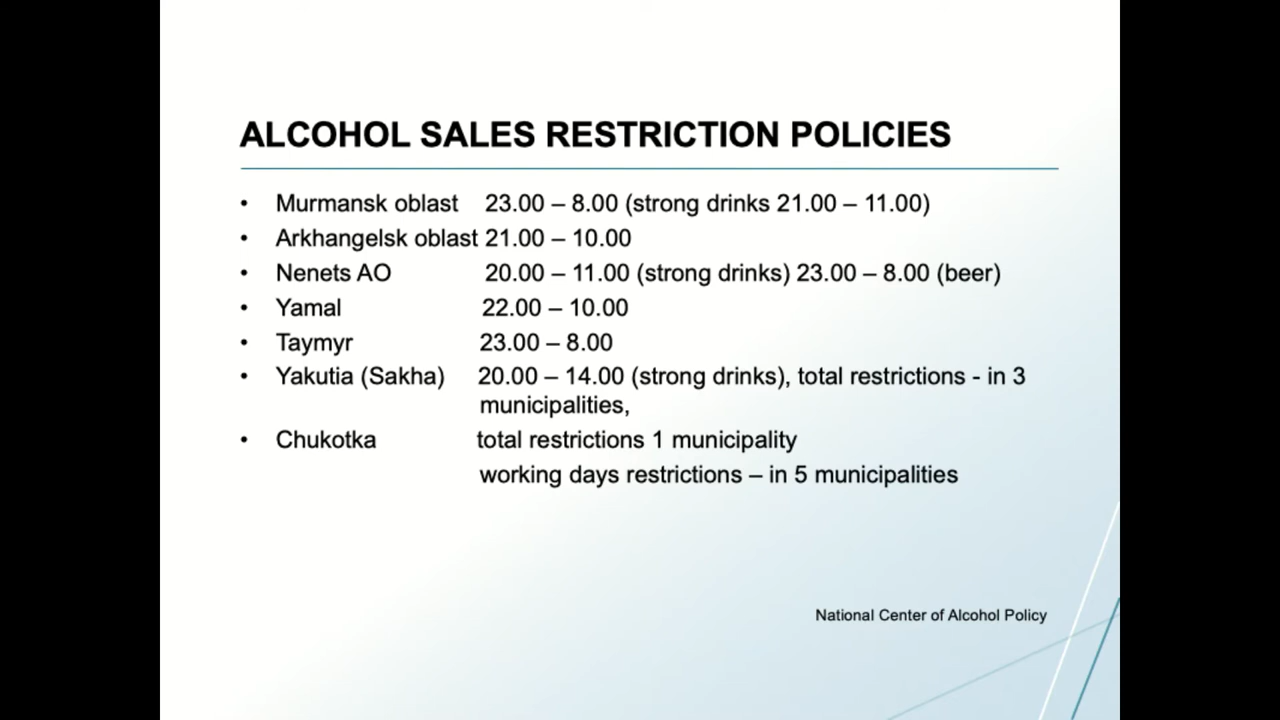 ALCOHOL SALES RESTRICTION POLICIES
• Murmansk oblast 23.00 – 8.00 (strong drinks 21.00 – 11.00)
• Arkhangelsk oblast 21.00 – 10.00
• Nenets AO 20.00 – 11.00 (strong drinks) 23.00 – 8.00 (beer)
• Yamal 22.00 – 10.00
• Taymyr 23.00 – 8.00
• Yakutia (Sakha) 20.00 – 14.00 (strong drinks), total restrictions - in 3
municipalities,
• Chukotka total restrictions 1 municipality
working days restrictions – in 5 municipalities
National Center of Alcohol Policy